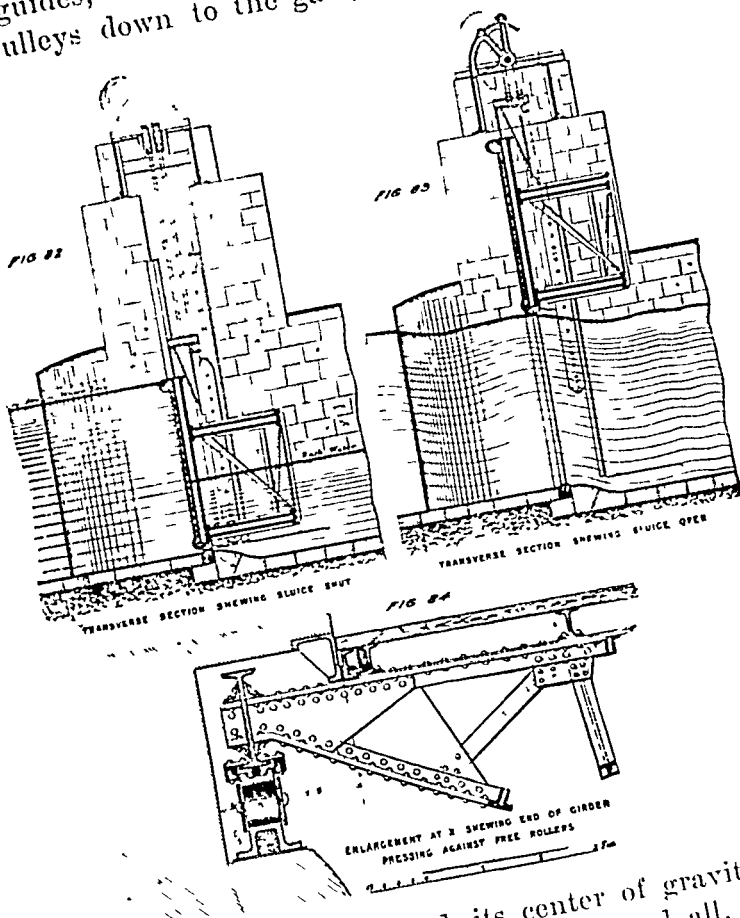 guides,
ulleys down to the
FIG 82
FIG 83
TRANSVERSE SECTION SHEWING SLUICE SHUT
TRANSVERSE SECTION SHEWING SLUICE OPEN
FIG 84
ENLARGEMENT AT X SHEWING END OF GIRDER
PRESSING AGAINST FREE ROLLERS
its center of gravit
all.